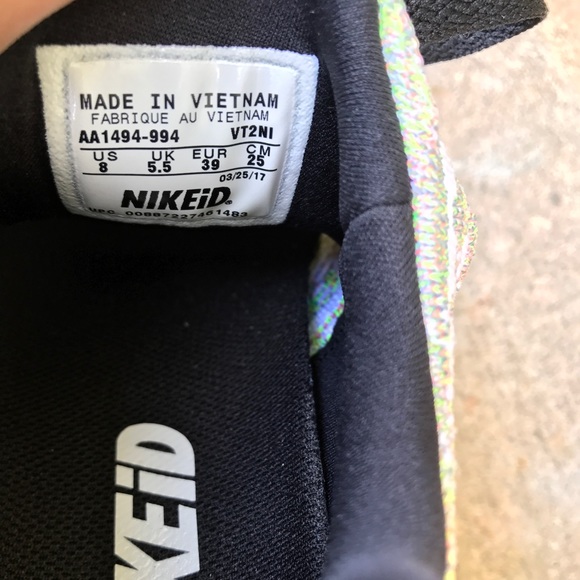 MADE IN VIETNAM
FABRIQUE AU VIETNAM
AA1494-994 VT2NI
US UK EUR CM
8 5.5 39 25
03/25/17
NIKEiD®
KEiD